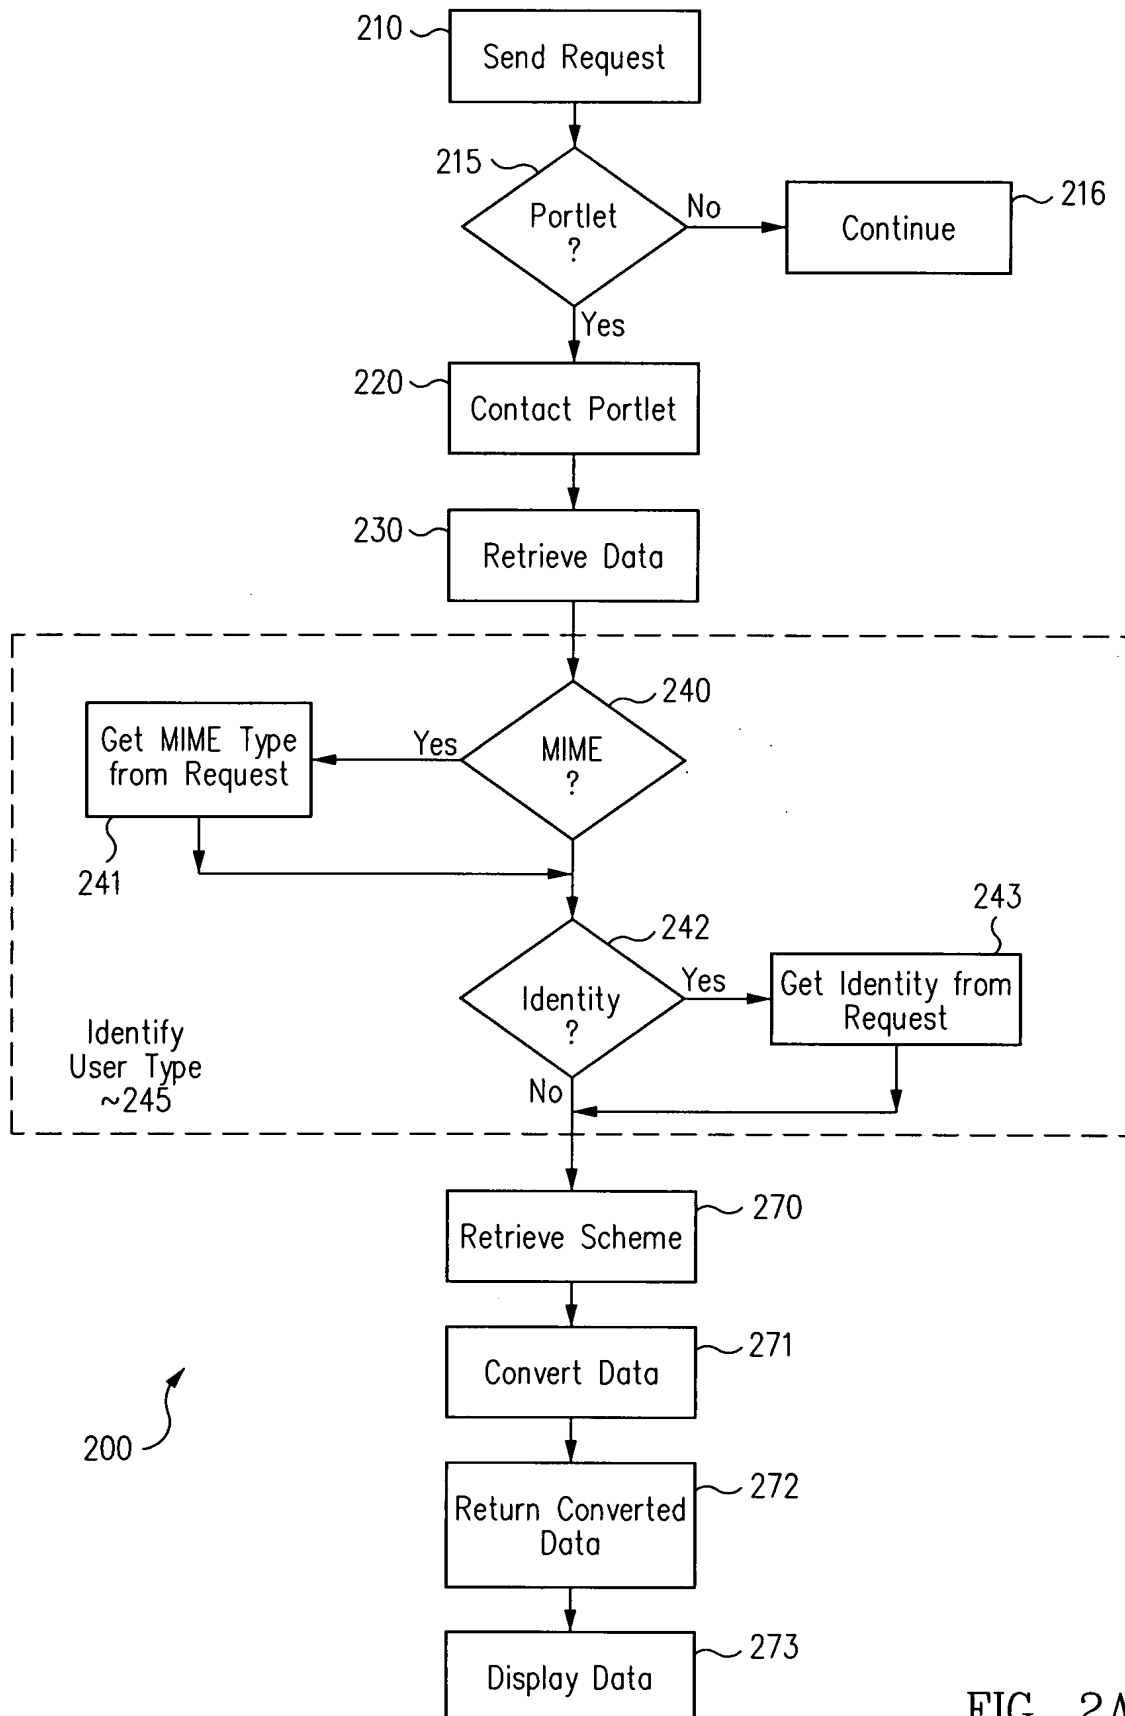 210
Send Request
215
Portlet
?
No
Continue
216
Yes
220
Contact Portlet
230
Retrieve Data
240
MIME
?
Yes
Get MIME Type
from Request
241
242
Identity
?
Yes
243
Get Identity from
Request
No
Identify
User Type
~245
270
Retrieve Scheme
271
Convert Data
200
272
Return Converted
Data
273
Display Data
FIG. 2A